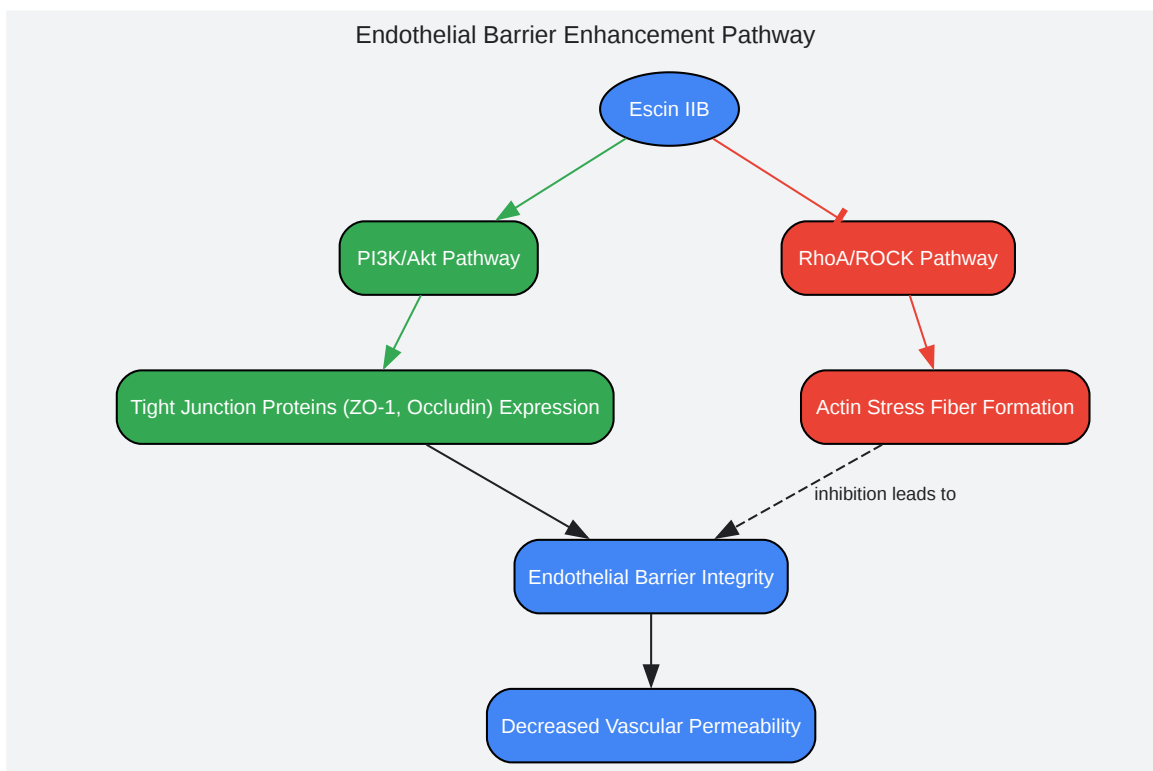 Endothelial Barrier Enhancement Pathway
Escin IIB
PI3K/Akt Pathway
RhoA/ROCK Pathway
Tight Junction Proteins (ZO-1, Occludin) Expression
Actin Stress Fiber Formation
inhibition leads to
Endothelial Barrier Integrity
Decreased Vascular Permeability